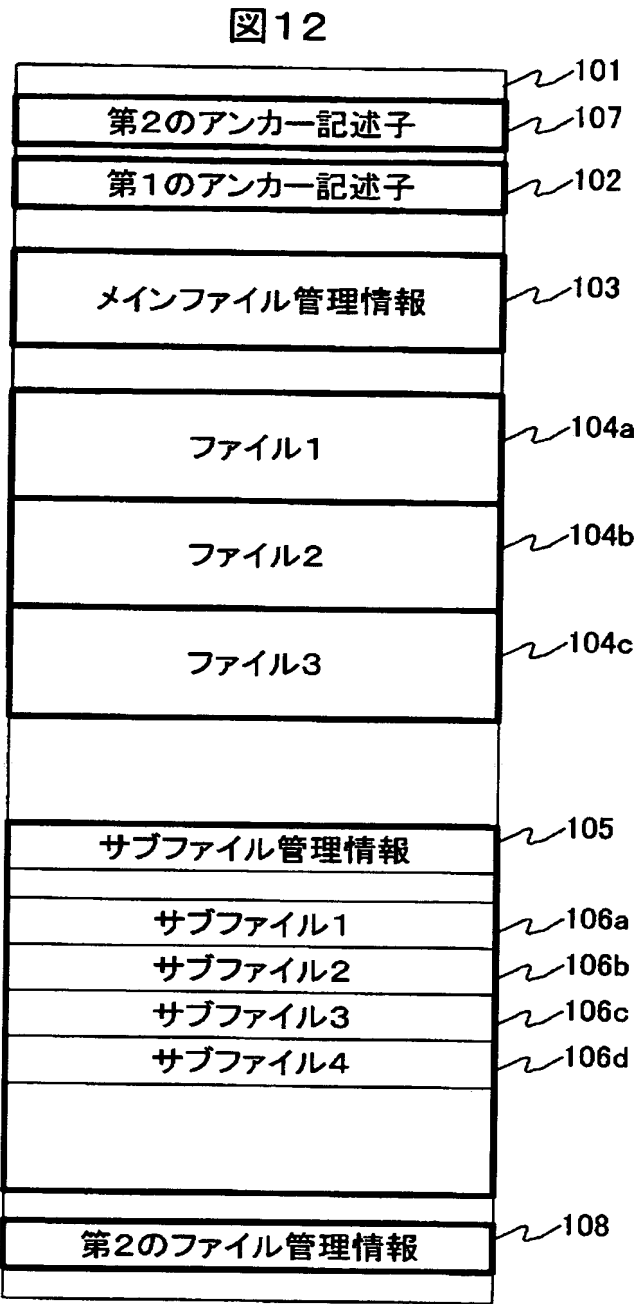 図12
101
第2のアンカー記述子 107
第1のアンカー記述子 102
メインファイル管理情報 103
ファイル1 104a
ファイル2 104b
ファイル3 104c
サブファイル管理情報 105
サブファイル1 106a
サブファイル2 106b
サブファイル3 106c
サブファイル4 106d
第2のファイル管理情報 108